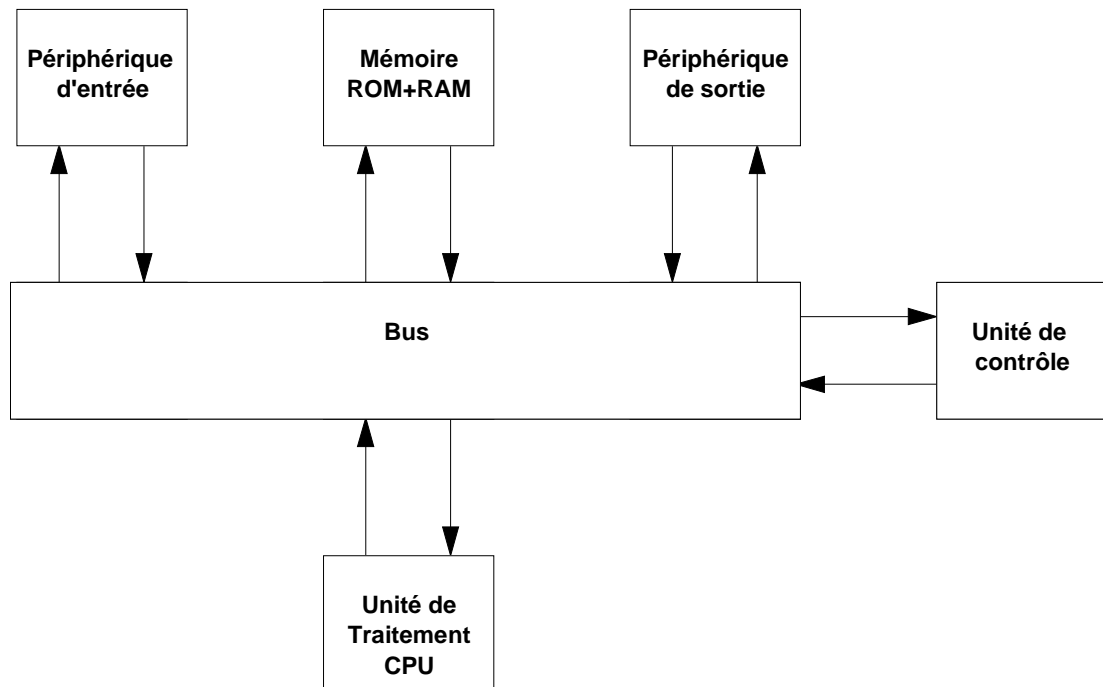 Périphérique
d'entrée
Mémoire
ROM+RAM
Périphérique
de sortie
Bus
Unité de
contrôle
Unité de
Traitement
CPU